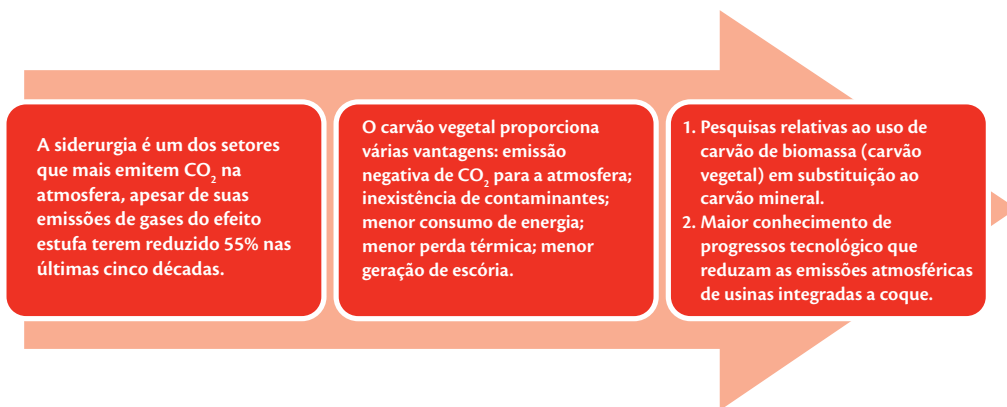 A siderurgia é um dos setores
que mais emitem CO₂ na
atmosfera, apesar de suas
emissões de gases do efeito
estufa terem reduzido 55% nas
últimas cinco décadas.
O carvão vegetal proporciona
várias vantagens: emissão
negativa de CO₂ para a atmosfera;
inexistência de contaminantes;
menor consumo de energia;
menor perda térmica; menor
geração de escória.
1. Pesquisas relativas ao uso de
carvão de biomassa (carvão
vegetal) em substituição ao
carvão mineral.
2. Maior conhecimento de
progressos tecnológico que
reduzam as emissões atmosféricas
de usinas integradas a coque.